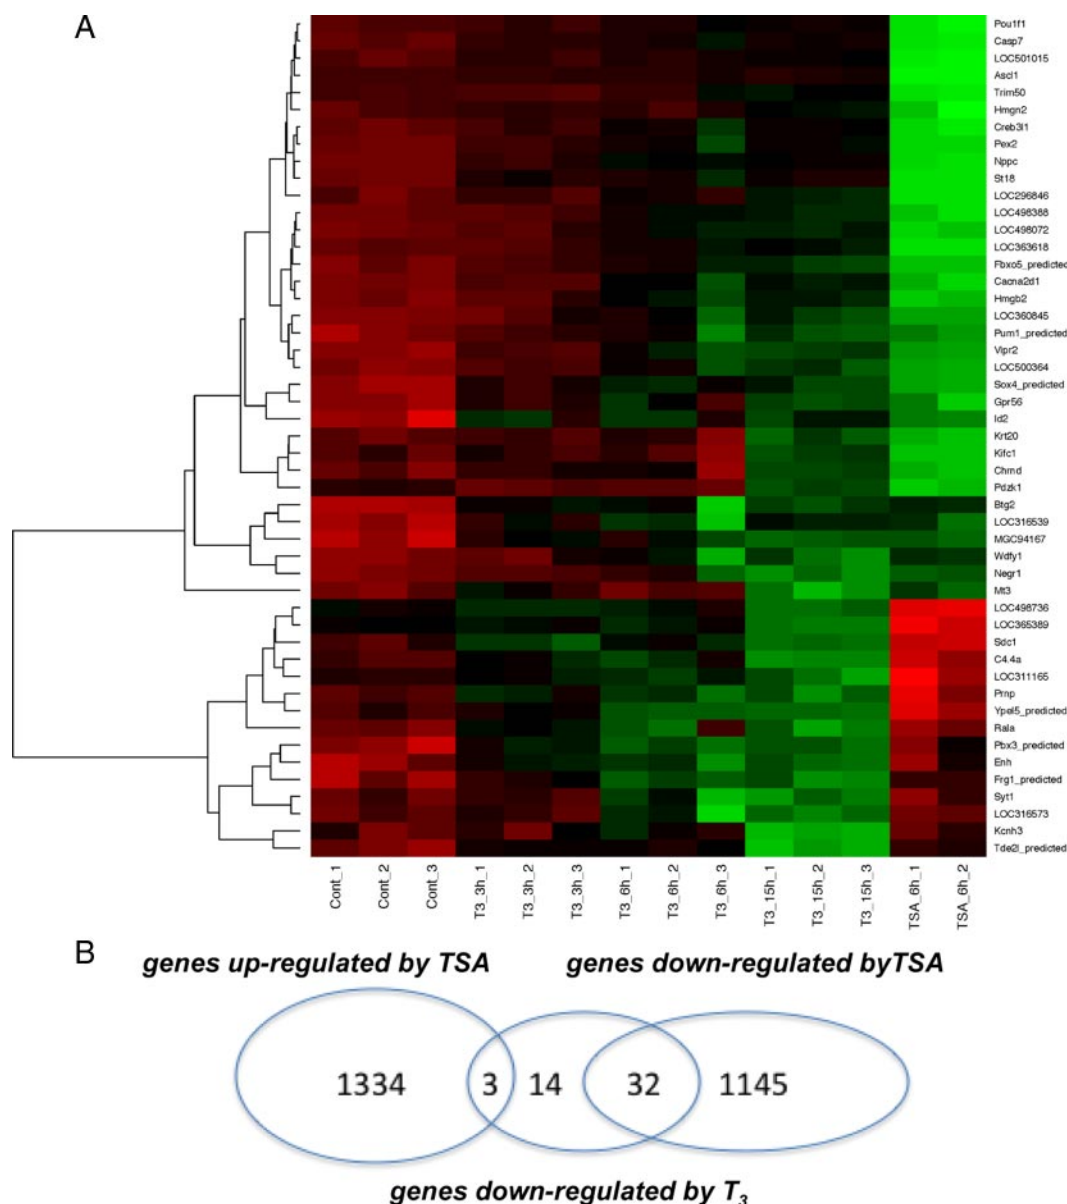 A
Pou1f1
Casp7
LOC501015
Ascl1
Trim50
Hmgn2
Creb3l1
Pex2
Nppc
St18
LOC296846
LOC498388
LOC498072
LOC363618
Fbxo5_predicted
Cacna2d1
Hmgb2
LOC360845
Pum1_predicted
Vipr2
LOC500364
Sox4_predicted
Gpr56
Id2
Krt20
Kifc1
Chrnd
Pdzk1
Btg2
LOC316539
MGC94167
Wdfy1
Negr1
Mt3
LOC498736
LOC365389
Sdc1
C4.4a
LOC311165
Prnp
Ypel5_predicted
Rala
Pbx3_predicted
Enh
Frg1_predicted
Syt1
LOC316573
Kcnh3
Tde2l_predicted
Cont_1
Cont_2
Cont_3
T3_3h_1
T3_3h_2
T3_3h_3
T3_6h_1
T3_6h_2
T3_6h_3
T3_15h_1
T3_15h_2
T3_15h_3
TSA_6h_1
TSA_6h_2
B
genes up-regulated by TSA genes down-regulated byTSA
1334 3 14 32 1145
genes down-regulated by T3